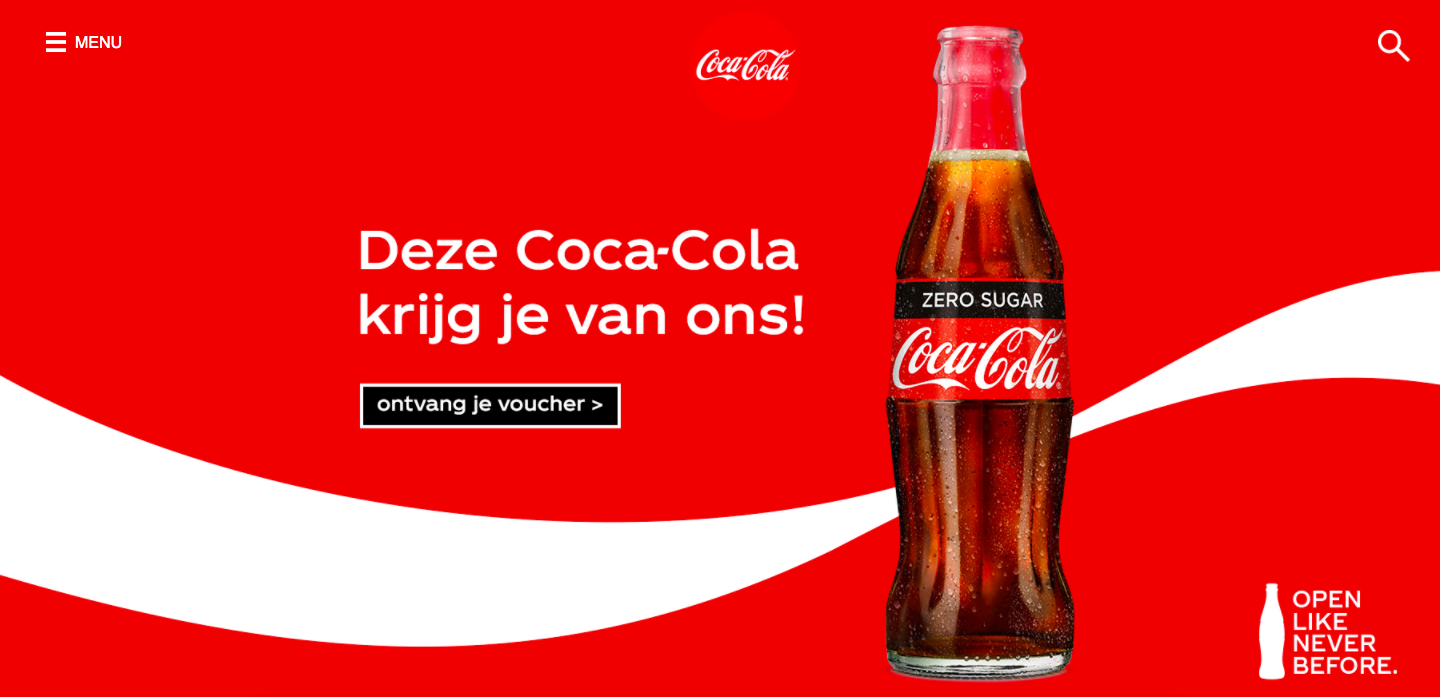 MENU
Coca-Cola
Deze Coca-Cola
krijg je van ons!
ontvang je voucher >
ZERO SUGAR
Coca-Cola
OPEN
LIKE
NEVER
BEFORE.